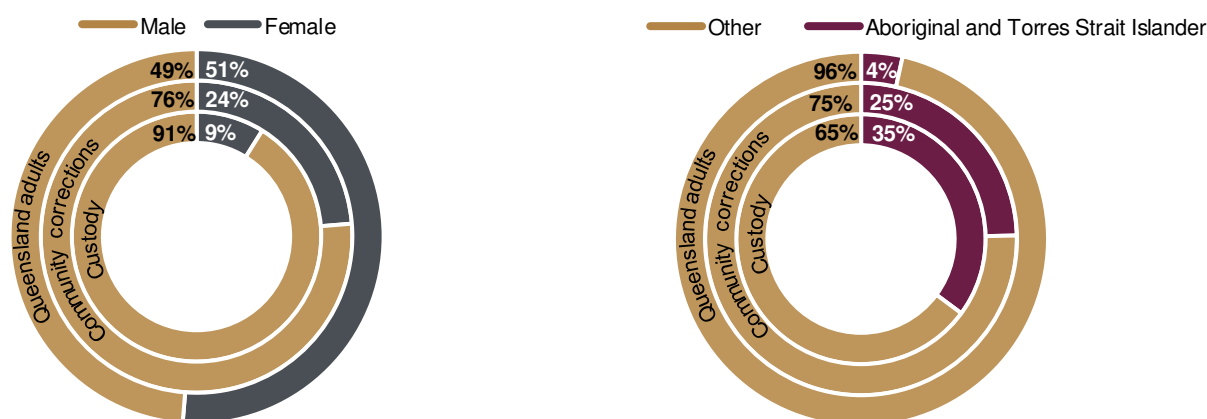 Male Female
49% 51%
76% 24%
91% 9%
Queensland adults
Community corrections
Custody
Other Aboriginal and Torres Strait Islander
96% 4%
75% 25%
65% 35%
Queensland adults
Community corrections
Custody